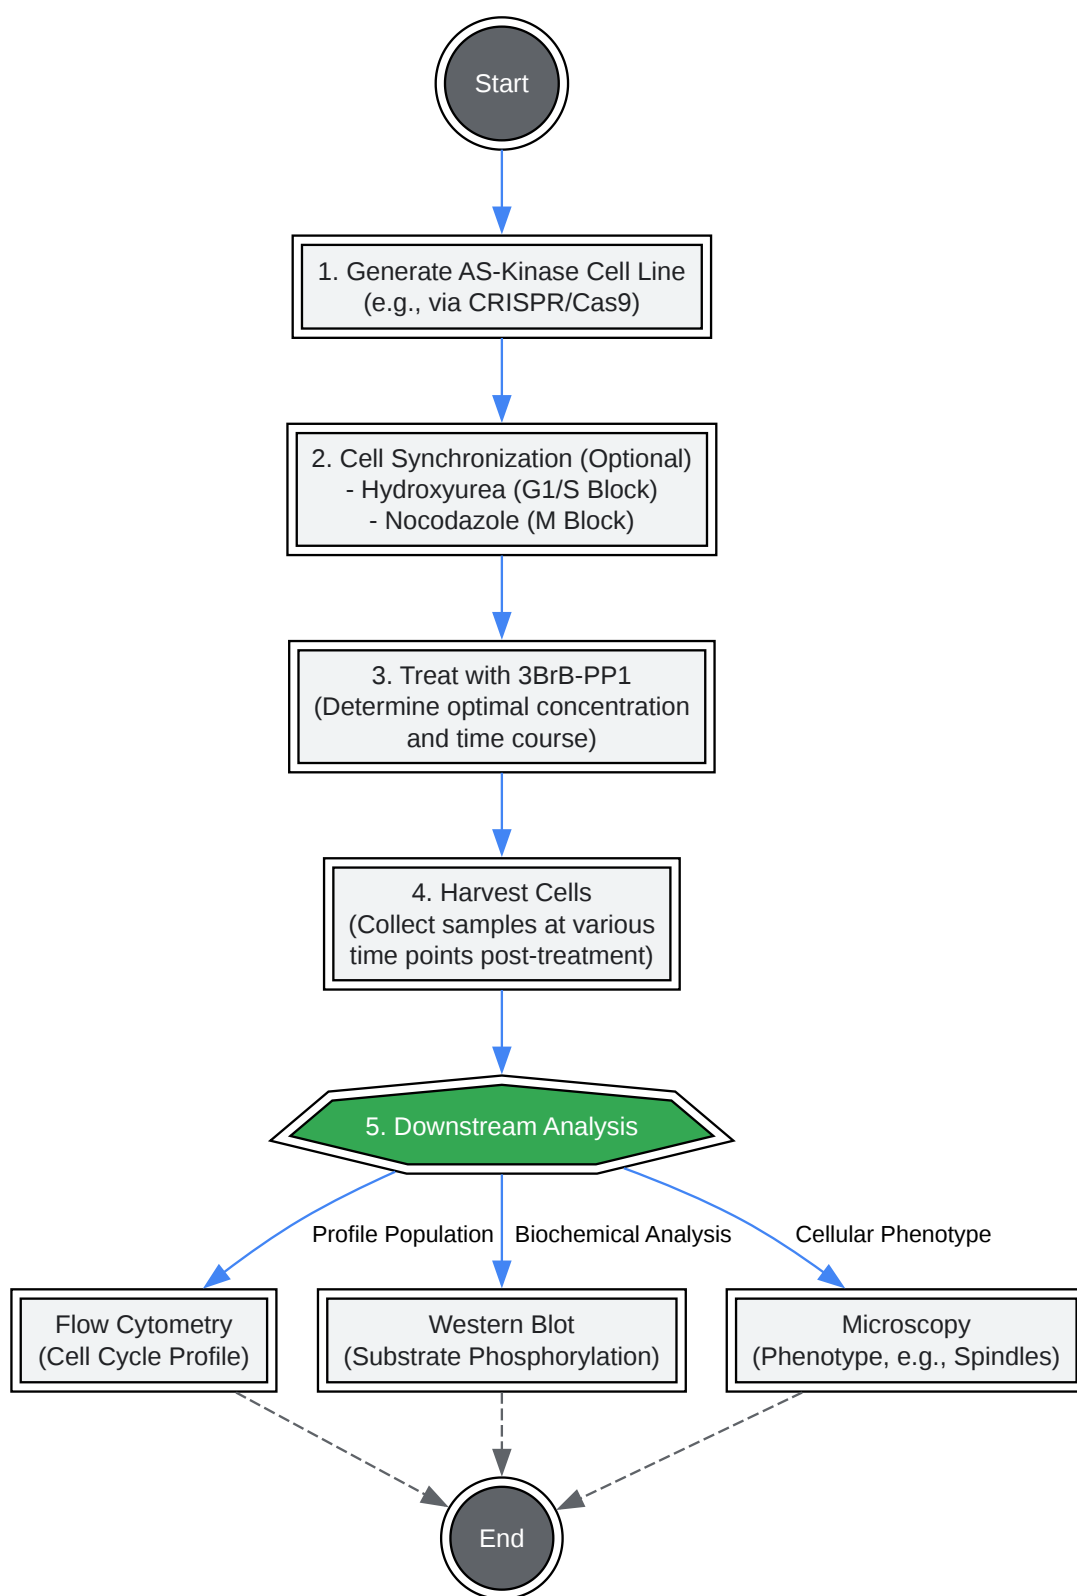 Start
1. Generate AS-Kinase Cell Line
(e.g., via CRISPR/Cas9)
2. Cell Synchronization (Optional)
- Hydroxyurea (G1/S Block)
- Nocodazole (M Block)
3. Treat with 3BrB-PP1
(Determine optimal concentration
and time course)
4. Harvest Cells
(Collect samples at various
time points post-treatment)
5. Downstream Analysis
Profile Population
Biochemical Analysis
Cellular Phenotype
Flow Cytometry
(Cell Cycle Profile)
Western Blot
(Substrate Phosphorylation)
Microscopy
(Phenotype, e.g., Spindles)
End